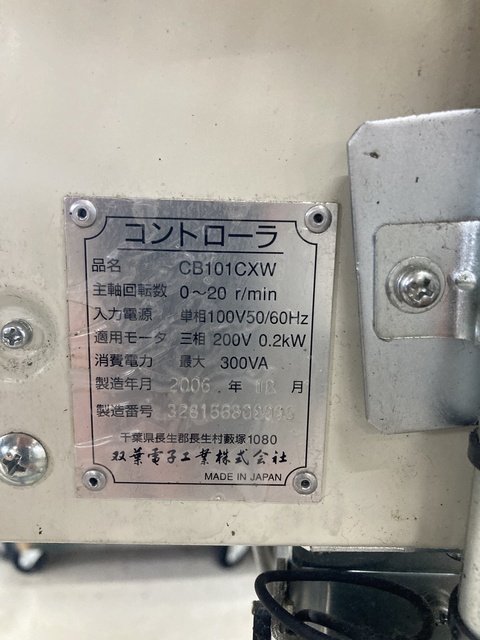 コントローラ
品名 CB101CXW
主軸回転数 0～20 r/min
入力電源 単相100V50/60Hz
適用モータ 三相 200V 0.2kW
消費電力 最大 300VA
製造年月 2006 年 月
製造番号
千葉県長生郡長生村藪塚1080
双葉電子工業株式会社
MADE IN JAPAN